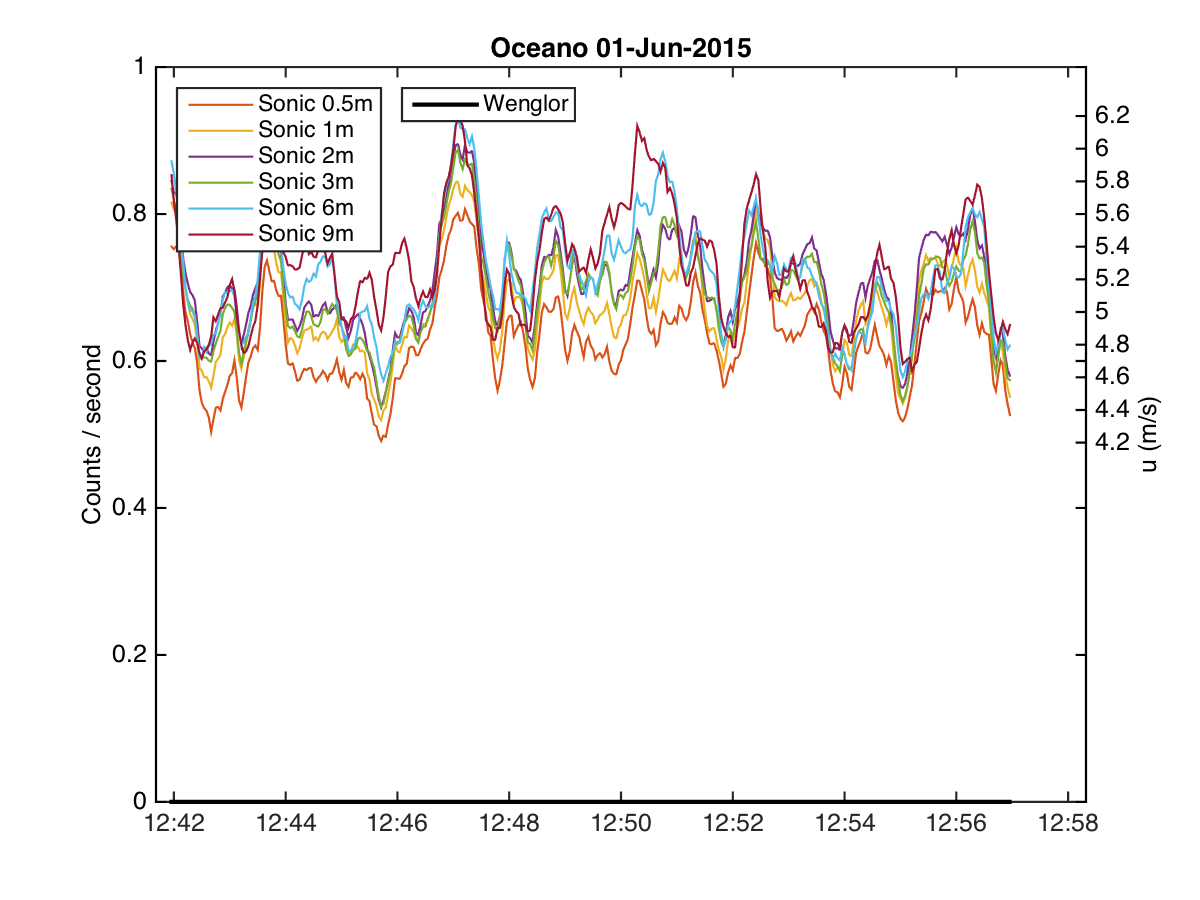 Oceano 01-Jun-2015
Sonic 0.5m
Sonic 1m
Sonic 2m
Sonic 3m
Sonic 6m
Sonic 9m
Wenglor
Counts / second
1
0.8
0.6
0.4
0.2
0
u (m/s)
6.2
6
5.8
5.6
5.4
5.2
5
4.8
4.6
4.4
4.2
12:42 12:44 12:46 12:48 12:50 12:52 12:54 12:56 12:58